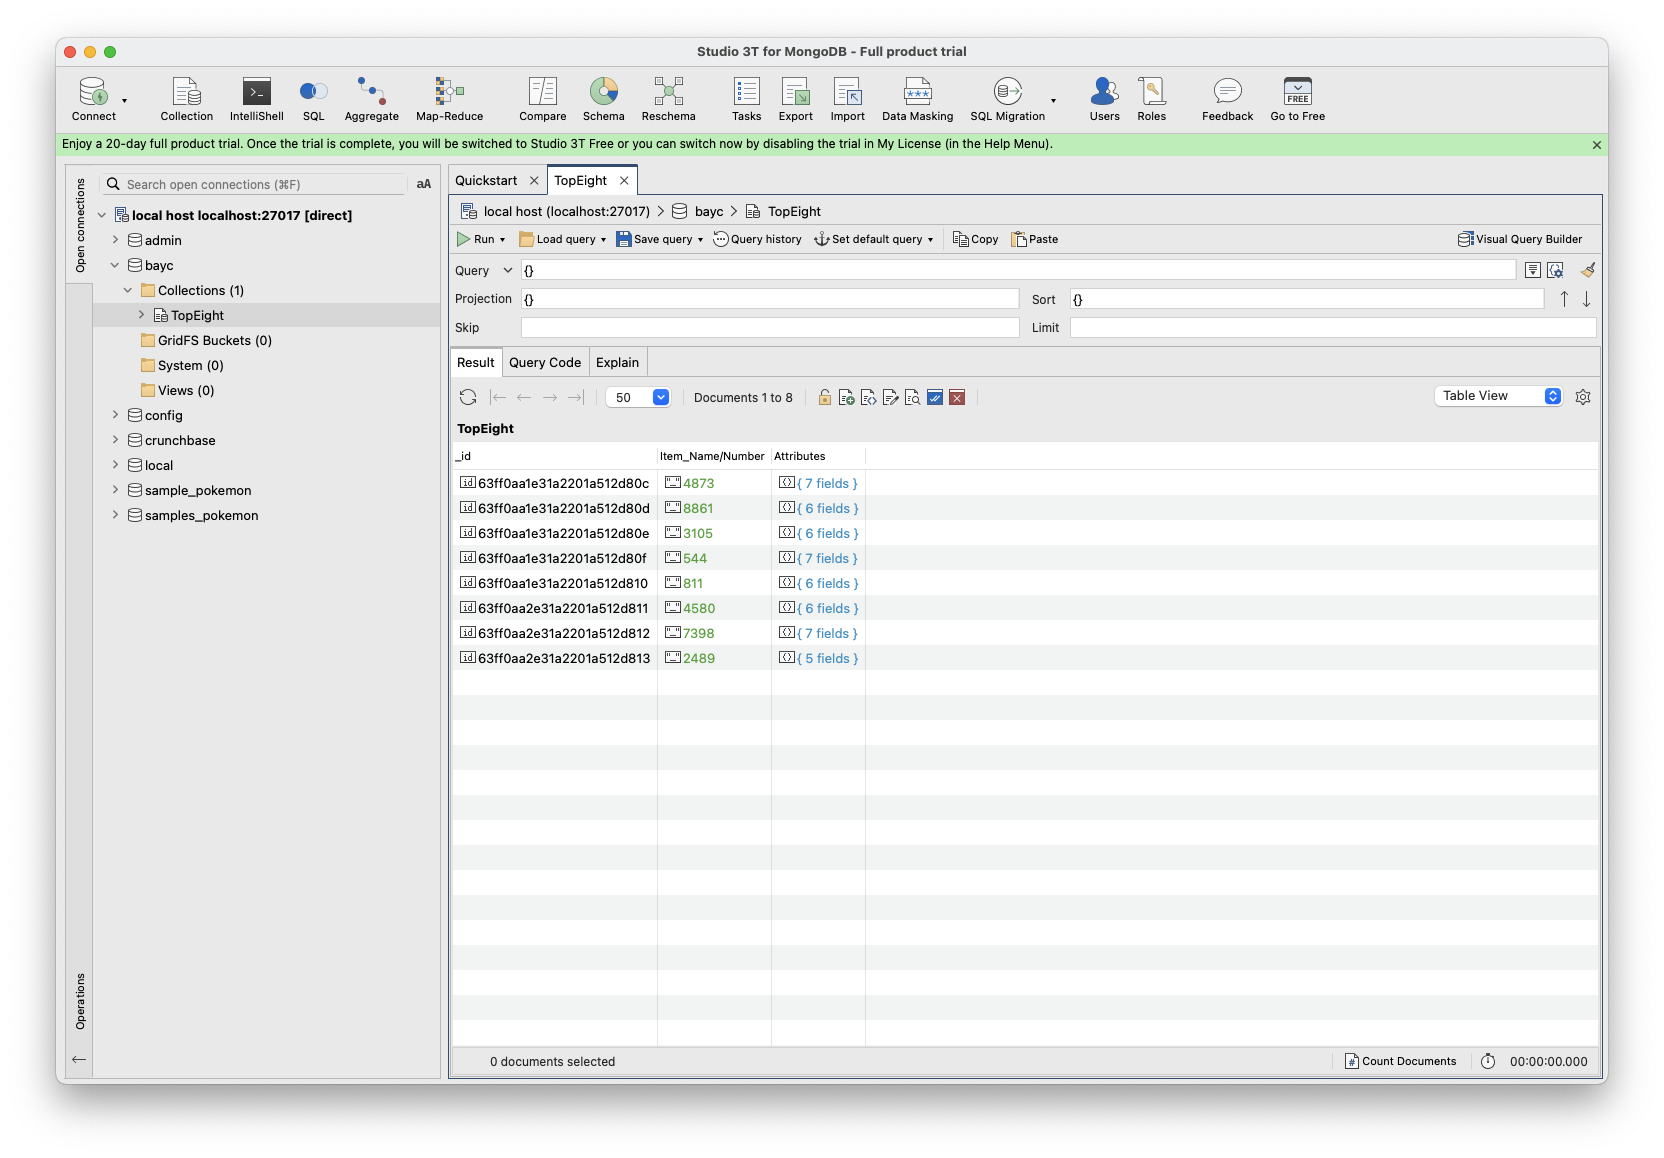 Studio 3T for MongoDB - Full product trial
Connect Collection IntelliShell SQL Aggregate Map-Reduce Compare Schema Reschema Tasks Export Import Data Masking SQL Migration Users Roles Feedback FREE Go to Free
Enjoy a 20-day full product trial. Once the trial is complete, you will be switched to Studio 3T Free or you can switch now by disabling the trial in My License (in the Help Menu).
Open connections
Search open connections (⌘F) aA
local host localhost:27017 [direct]
admin
bayc
Collections (1)
TopEight
GridFS Buckets (0)
System (0)
Views (0)
config
crunchbase
local
sample_pokemon
samples_pokemon
Operations
Quickstart TopEight
local host (localhost:27017) > bayc > TopEight
Run Load query Save query Query history Set default query Copy Paste Visual Query Builder
Query {}
Projection {} Sort {}
Skip Limit
Result Query Code Explain
50 Documents 1 to 8 Table View
TopEight
_id Item_Name/Number Attributes
id 63ff0aa1e31a2201a512d80c "_" 4873 { 7 fields }
id 63ff0aa1e31a2201a512d80d "_" 8861 { 6 fields }
id 63ff0aa1e31a2201a512d80e "_" 3105 { 6 fields }
id 63ff0aa1e31a2201a512d80f "_" 544 { 7 fields }
id 63ff0aa1e31a2201a512d810 "_" 811 { 6 fields }
id 63ff0aa2e31a2201a512d811 "_" 4580 { 6 fields }
id 63ff0aa2e31a2201a512d812 "_" 7398 { 7 fields }
id 63ff0aa2e31a2201a512d813 "_" 2489 { 5 fields }
0 documents selected Count Documents 00:00:00.000